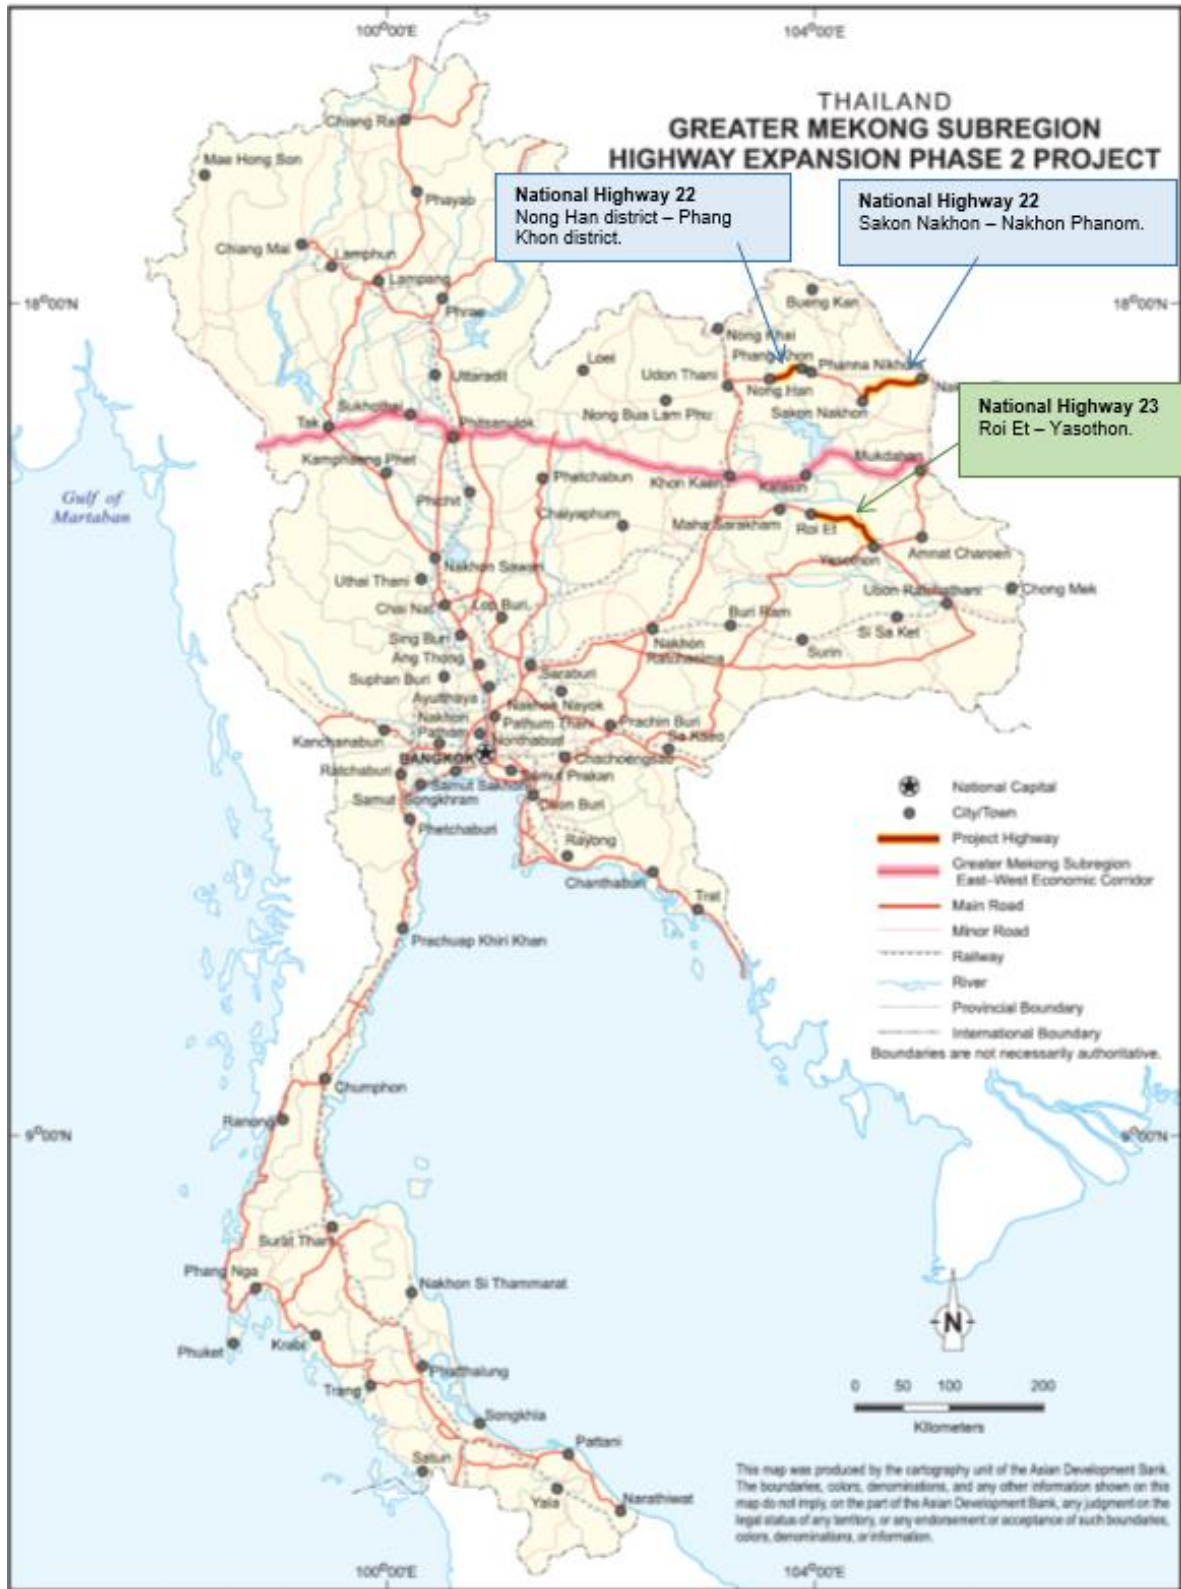 100°00'E
104°00'E
THAILAND
GREATER MEKONG SUBREGION
HIGHWAY EXPANSION PHASE 2 PROJECT
National Highway 22
Nong Han district – Phang
Khon district.
National Highway 22
Sakon Nakhon – Nakhon Phanom.
National Highway 23
Roi Et – Yasothon.
18°00'N
18°00'N
Chiang Rai
Mae Hong Son
Phayao
Chiang Mai
Lamphun
Lampang
Phrae
Bueng Kan
Nong Khai
Phang Khon
Phanna Nikhom
Loei
Udon Thani
Nong Han
Uttaradit
Nong Bua Lam Phu
Sakon Nakhon
Sukhothai
Tak
Phitsanulok
Mukdahan
Kamphaeng Phet
Phetchabun
Khon Kaen
Kalasin
Gulf of
Martaban
Phichit
Chaiyaphum
Maha Sarakham
Roi Et
Yasothon
Amnat Charoen
Nakhon Sawan
Uthai Thani
Ubon Ratchathani
Chong Mek
Chai Nat
Lop Buri
Buri Ram
Si Sa Ket
Sing Buri
Nakhon
Ratchasima
Surin
Ang Thong
Saraburi
Suphan Buri
Ayutthaya
Nakhon Nayok
Nakhon
Pathom
Pathum Thani
Prachin Buri
Kanchanaburi
Nonthaburi
Sa Kaeo
BANGKOK
Chachoengsao
Ratchaburi
Samut Prakan
Samut Sakhon
Samut Songkhram
Chon Buri
Phetchaburi
Rayong
Chanthaburi
Trat
Prachuap Khiri Khan
National Capital
City/Town
Project Highway
Greater Mekong Subregion
East–West Economic Corridor
Main Road
Minor Road
Railway
River
Provincial Boundary
International Boundary
Boundaries are not necessarily authoritative.
Chumphon
Ranong
9°00'N
9°00'N
Surat Thani
Phang Nga
Nakhon Si Thammarat
Phuket
Krabi
Phatthalung
Trang
Songkhla
Pattani
Satun
Yala
Narathiwat
N
0 50 100 200
Kilometers
This map was produced by the cartography unit of the Asian Development Bank.
The boundaries, colors, denominations, and any other information shown on this
map do not imply, on the part of the Asian Development Bank, any judgment on the
legal status of any territory, or any endorsement or acceptance of such boundaries,
colors, denominations, or information.
100°00'E
104°00'E